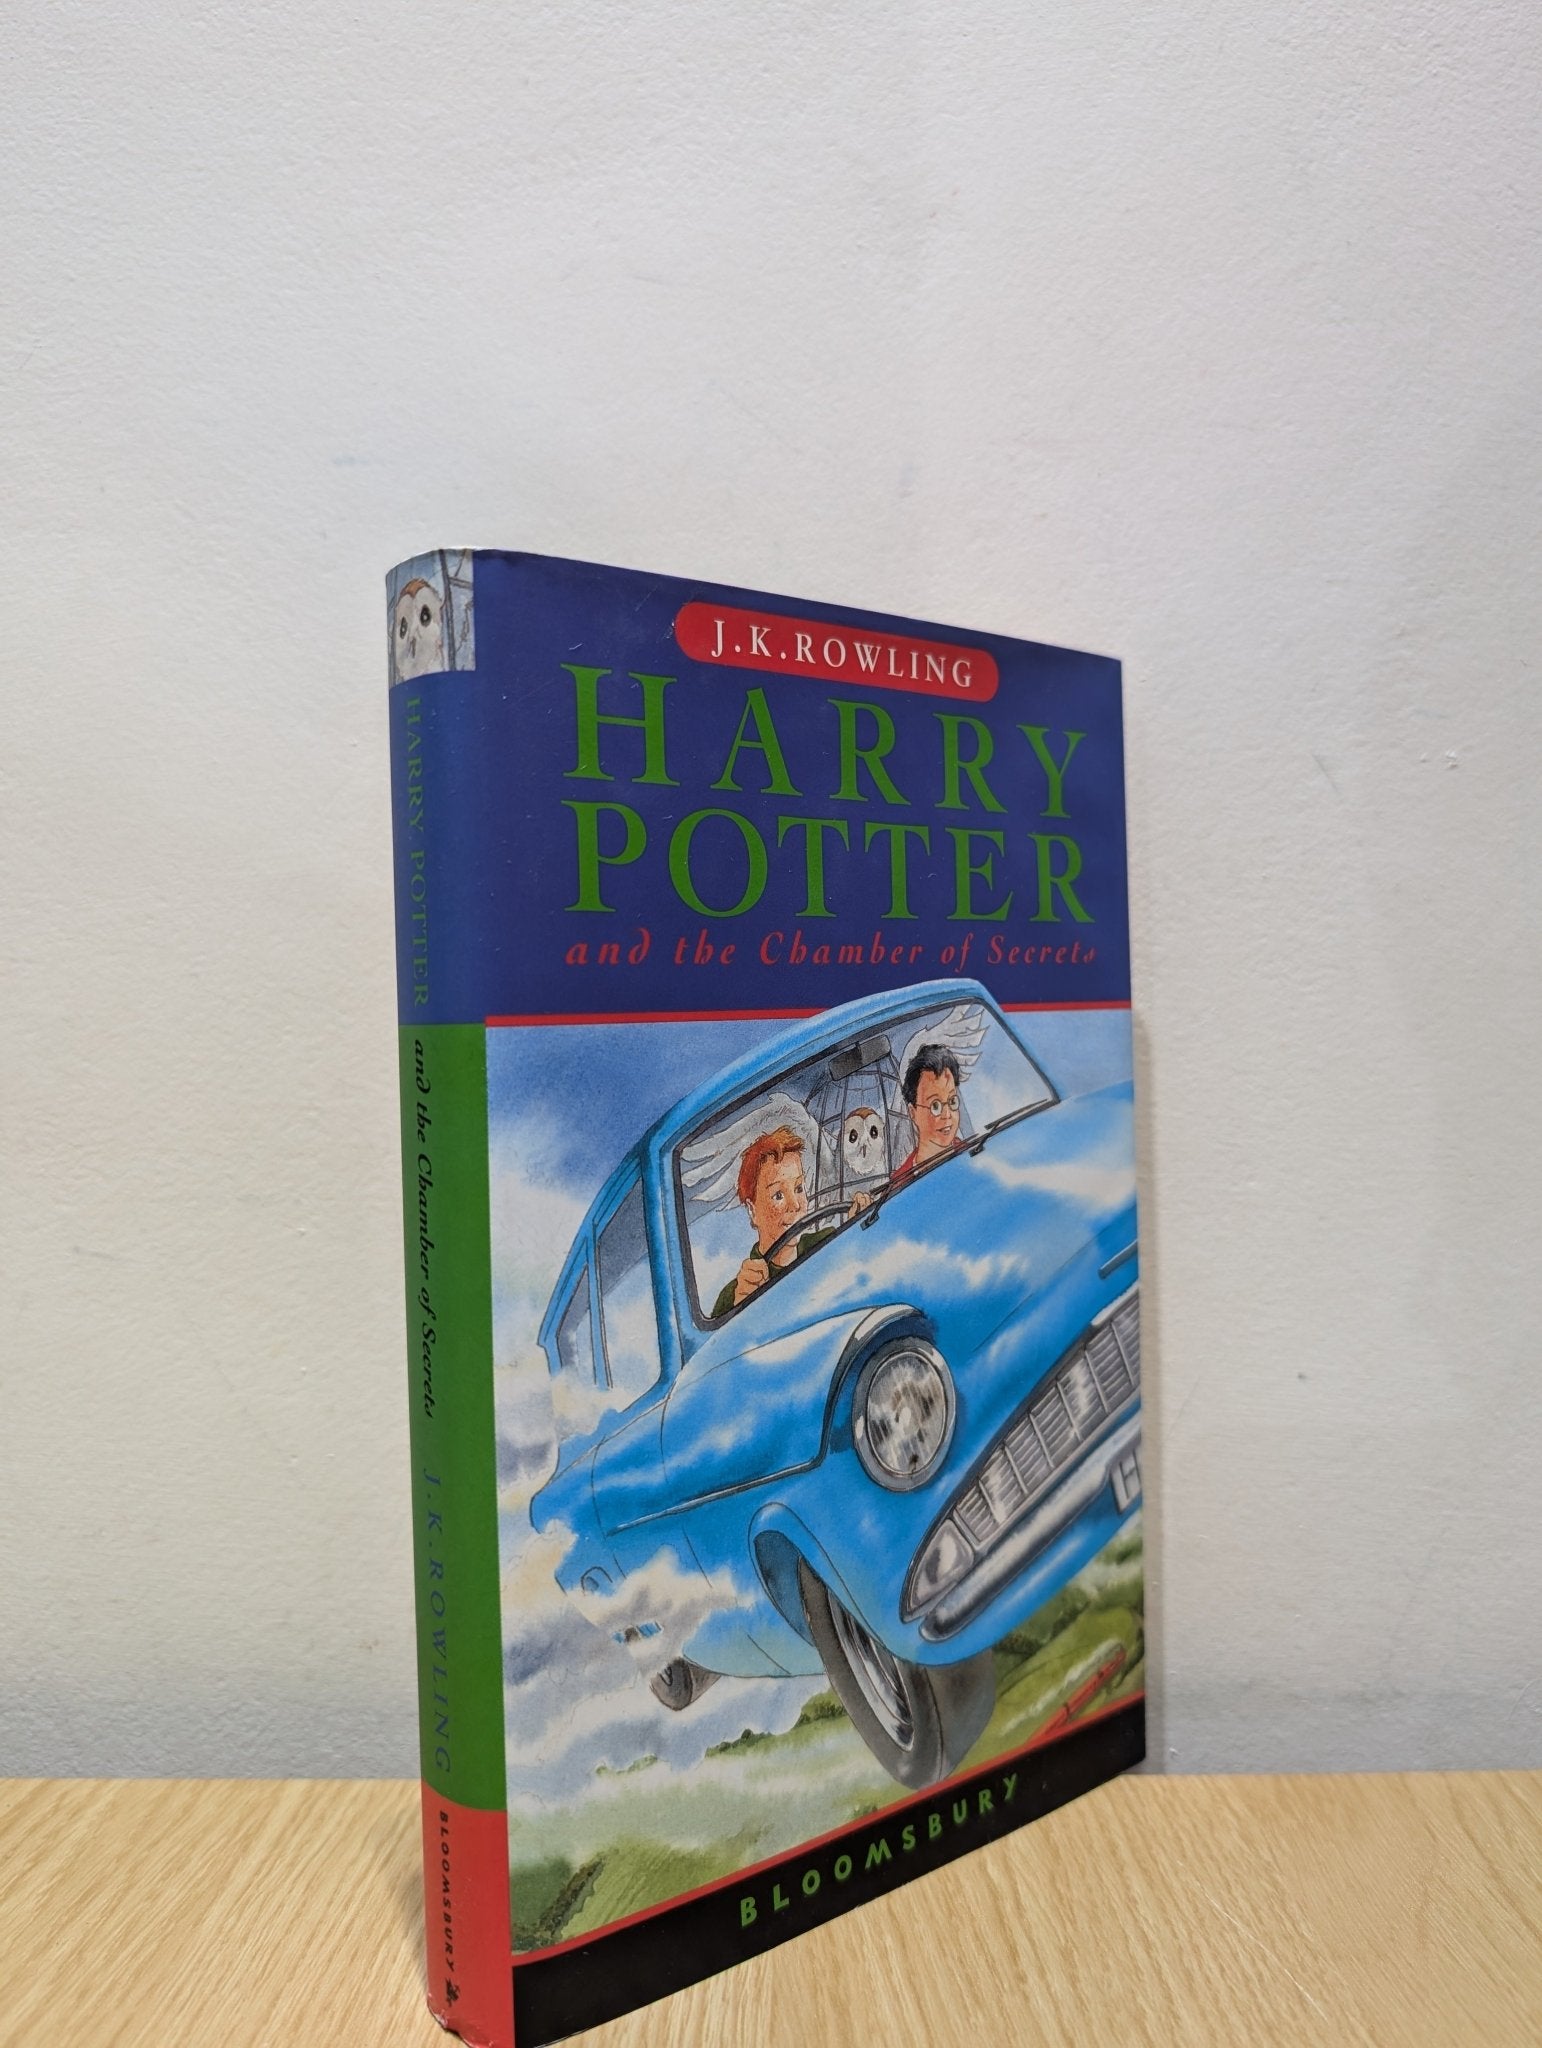 J.K.ROWLING
HARRY
POTTER
and the Chamber of Secrets
BLOOMSBURY
HARRY POTTER and the Chamber of Secrets J.K.ROWLING BLOOMSBURY